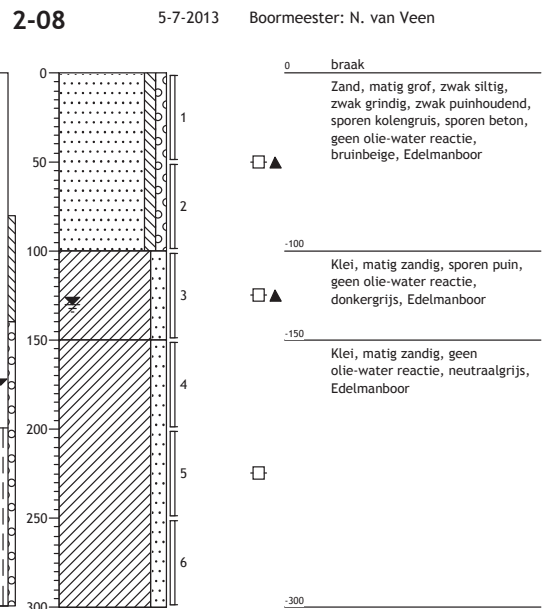 2-08 5-7-2013 Boormeester: N. van Veen
0 braak
0
Zand, matig grof, zwak siltig,
zwak grindig, zwak puinhoudend,
sporen kolengruis, sporen beton,
geen olie-water reactie,
bruinbeige, Edelmanboor
1
50
2
100
-100
Klei, matig zandig, sporen puin,
geen olie-water reactie,
donkergrijs, Edelmanboor
3
150
-150
Klei, matig zandig, geen
olie-water reactie, neutraalgrijs,
Edelmanboor
4
200
5
250
6
300
-300